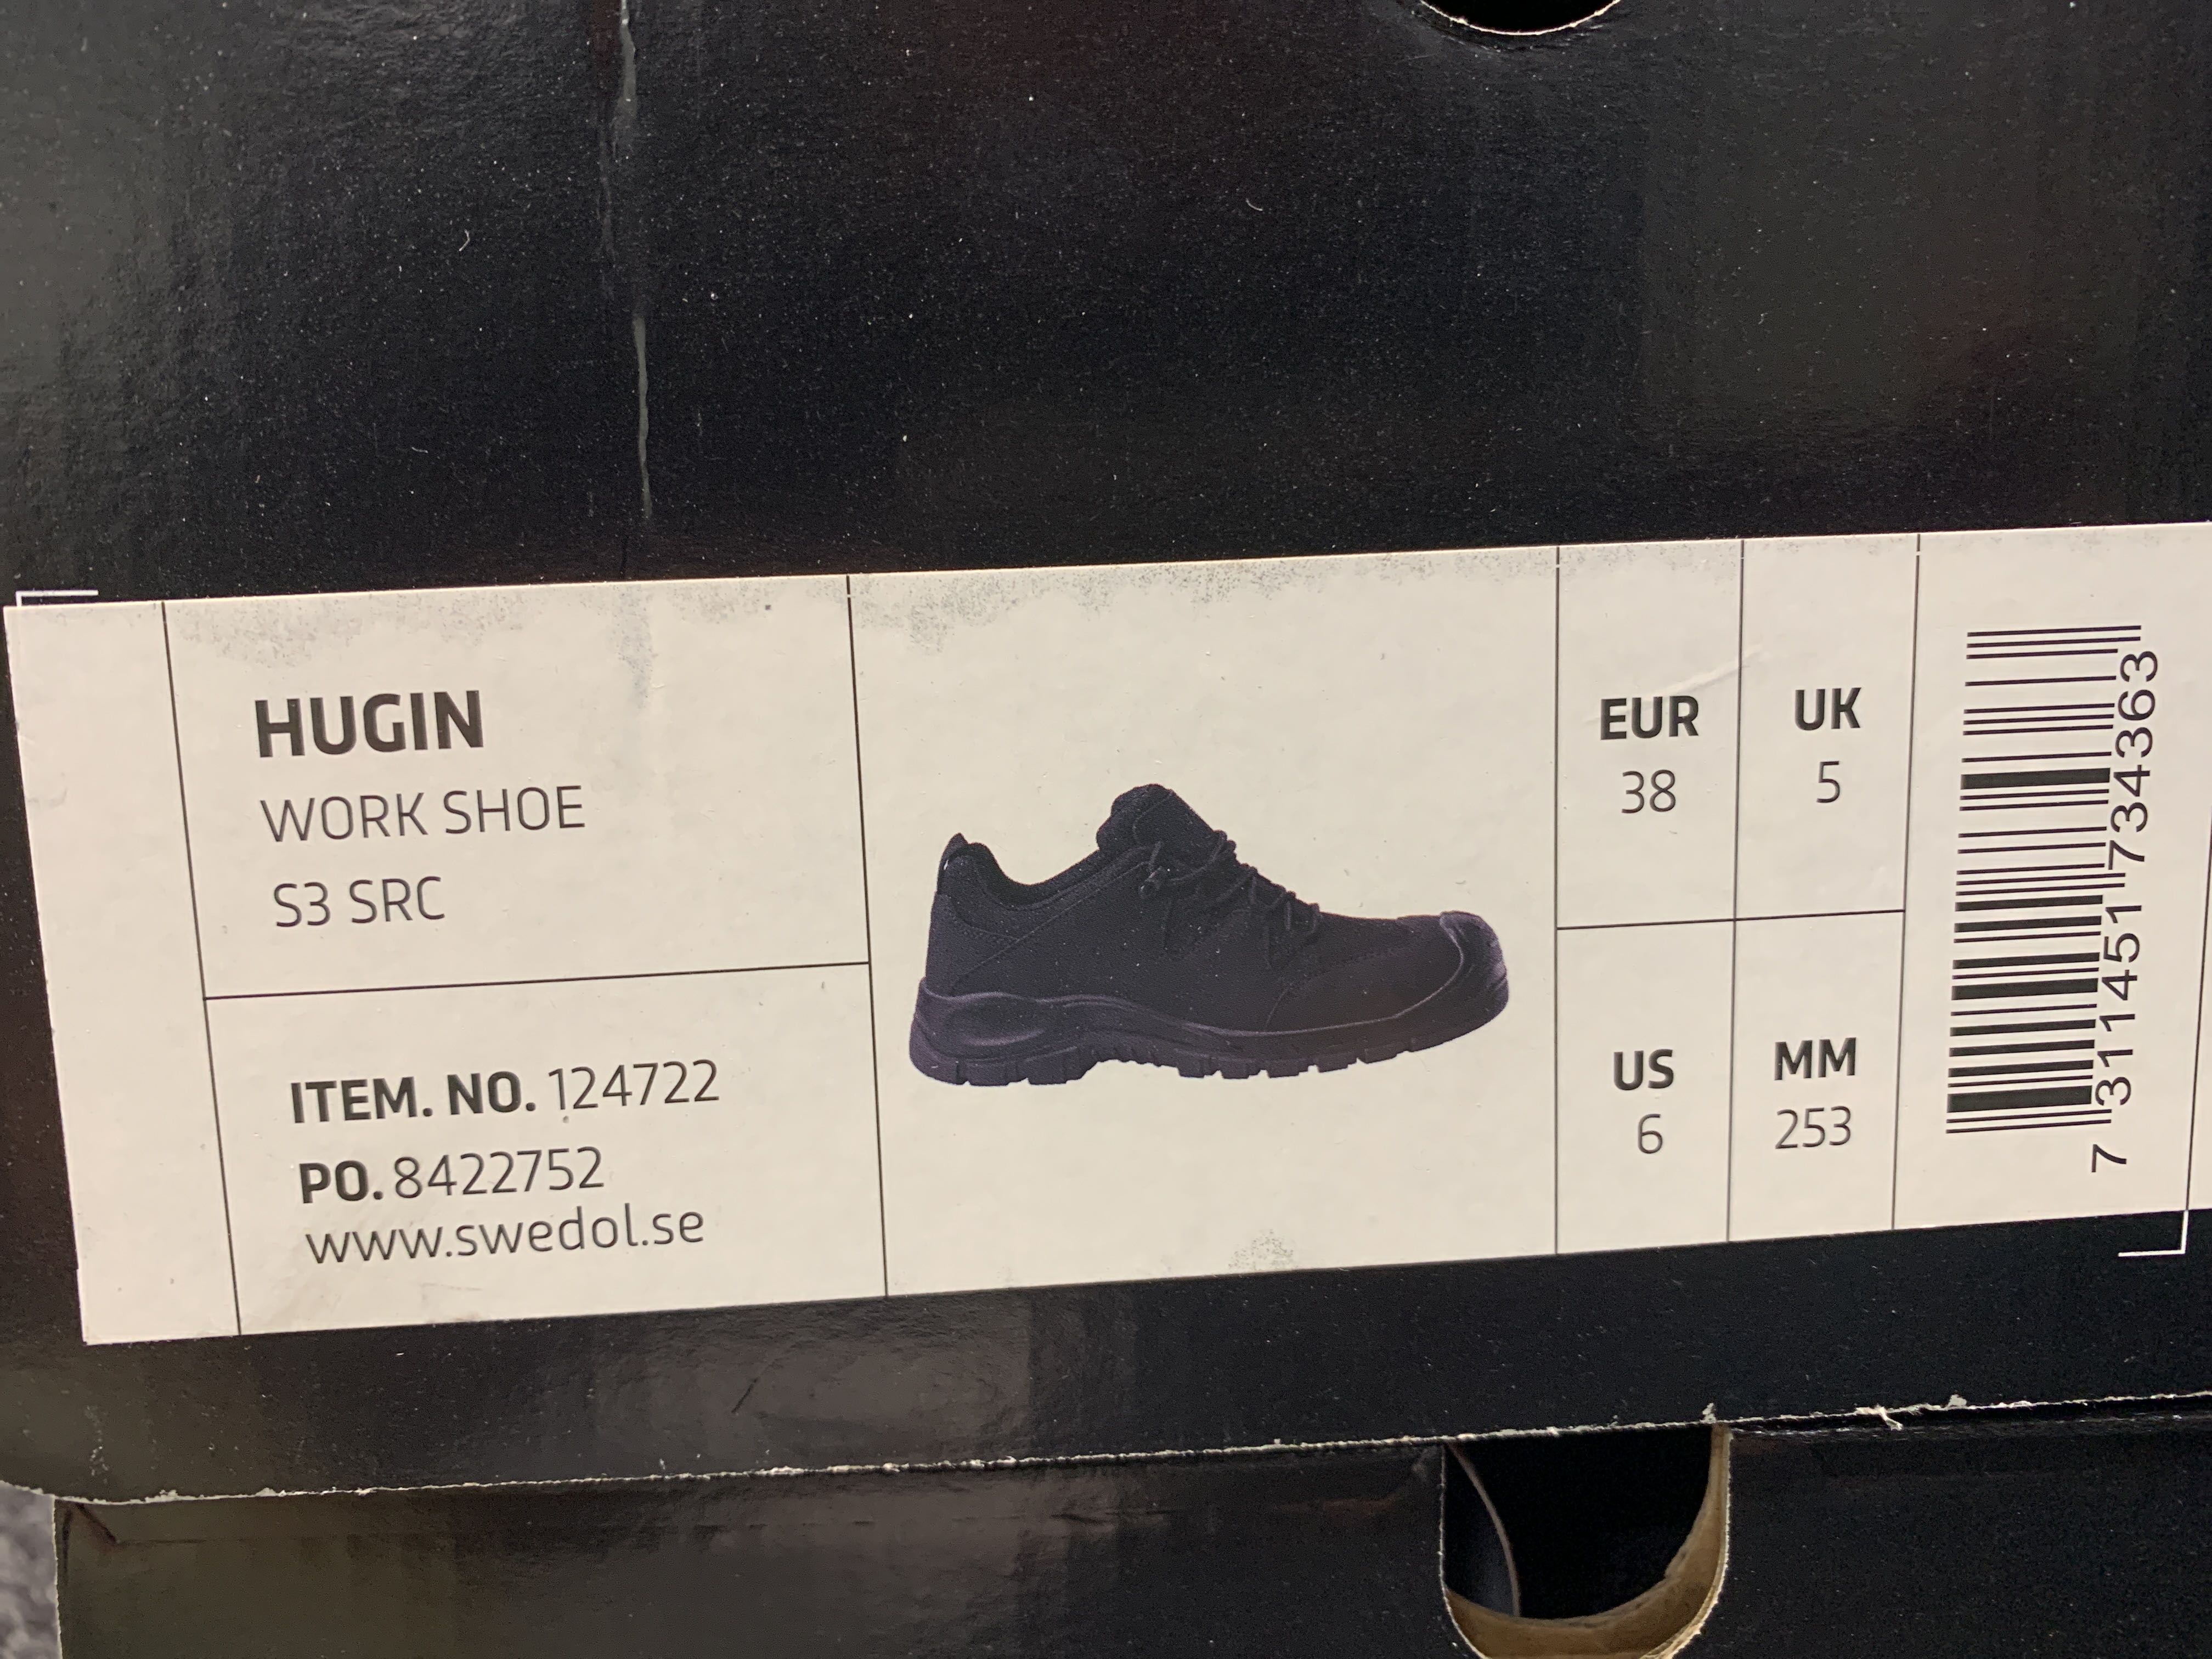 HUGIN
WORK SHOE
S3 SRC
ITEM. NO. 124722
PO. 8422752
www.swedol.se
EUR
38
UK
5
US
6
MM
253
7 311451 734363